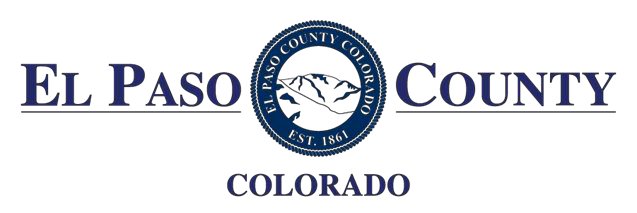 EL PASO COUNTY
EL PASO COUNTY COLORADO
EST. 1861
COLORADO